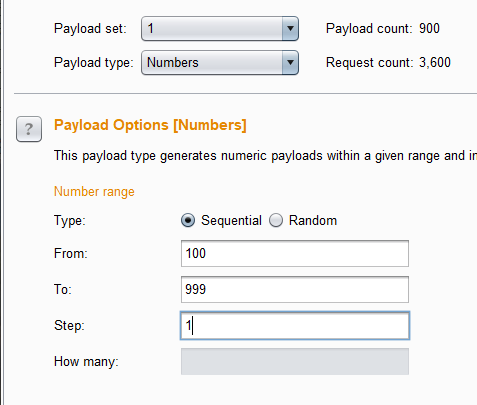 Payload set: 1 Payload count: 900
Payload type: Numbers Request count: 3,600
? Payload Options [Numbers]
This payload type generates numeric payloads within a given range and in
Number range
Type: Sequential Random
From: 100
To: 999
Step: 1
How many: